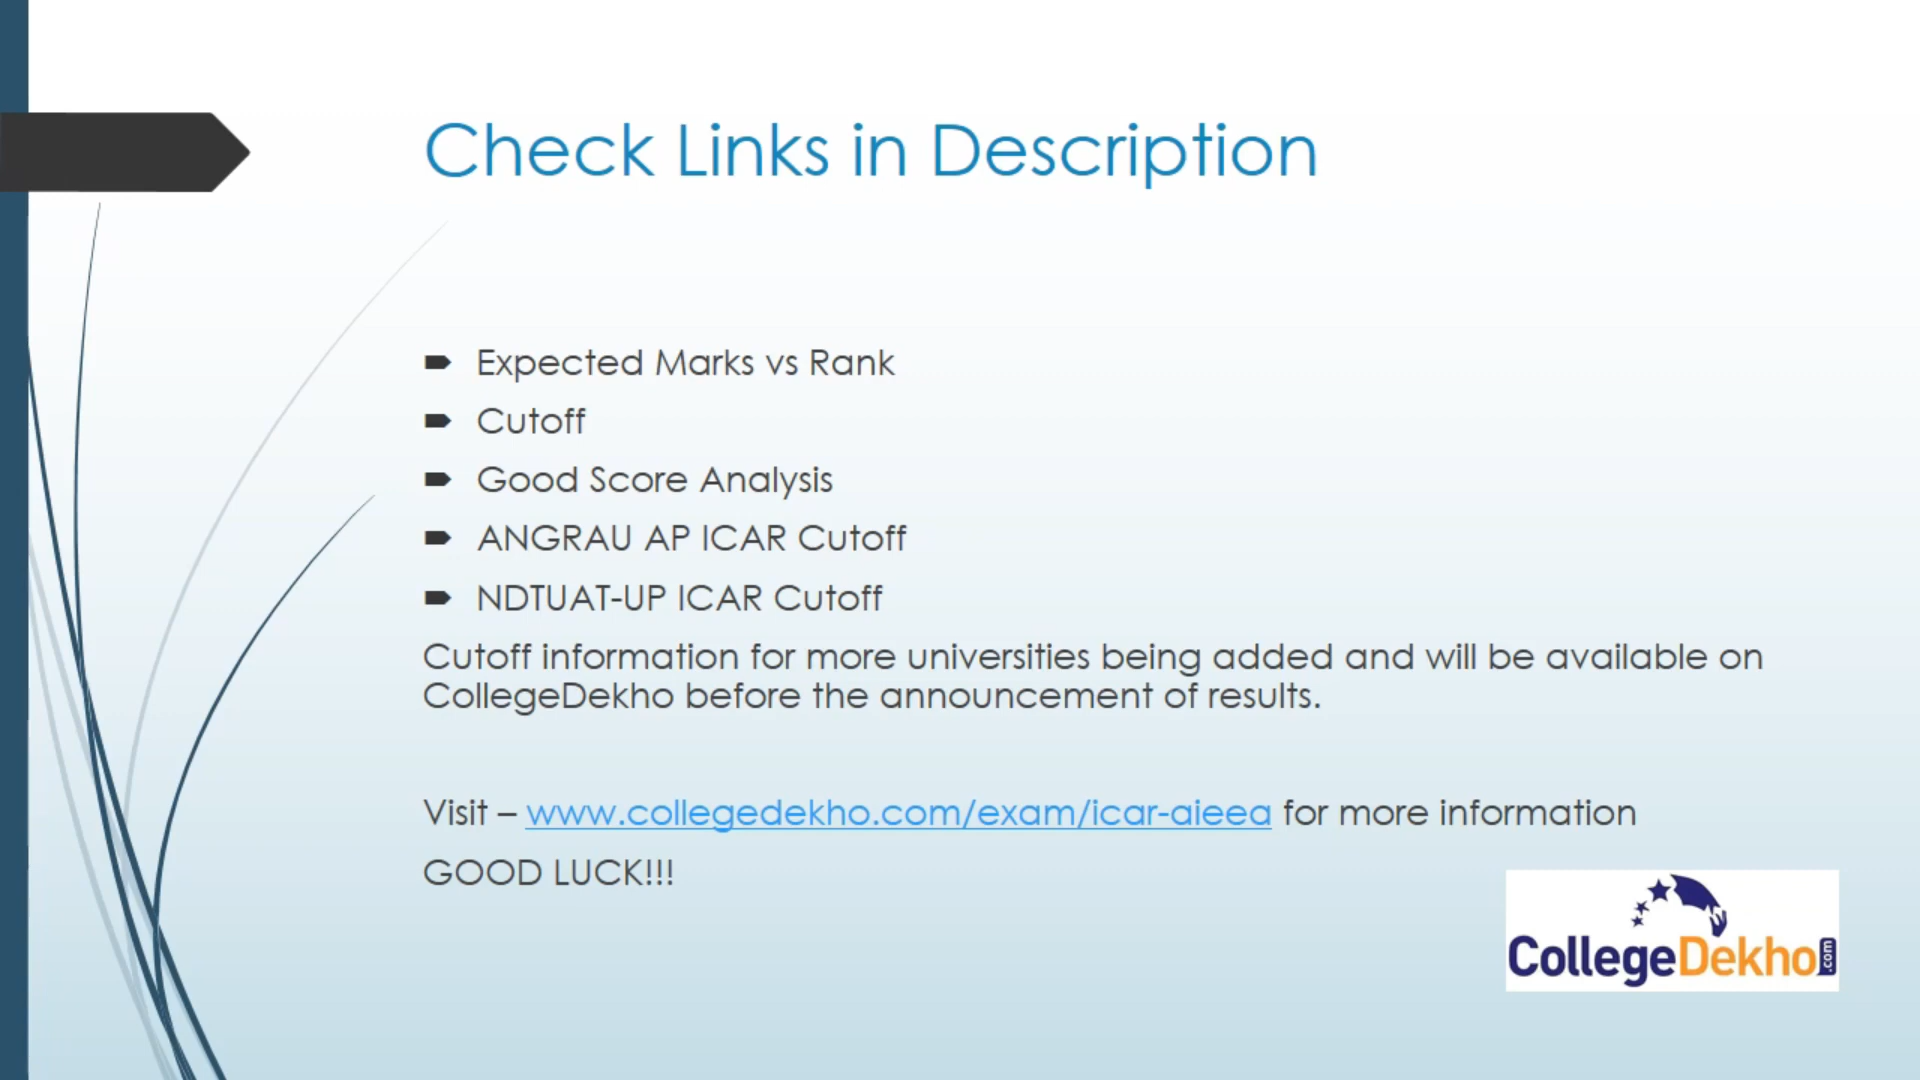 Check Links in Description
Expected Marks vs Rank
Cutoff
Good Score Analysis
ANGRAU AP ICAR Cutoff
NDTUAT-UP ICAR Cutoff
Cutoff information for more universities being added and will be available on
CollegeDekho before the announcement of results.
Visit – www.collegedekho.com/exam/icar-aieea for more information
GOOD LUCK!!!
CollegeDekho.com